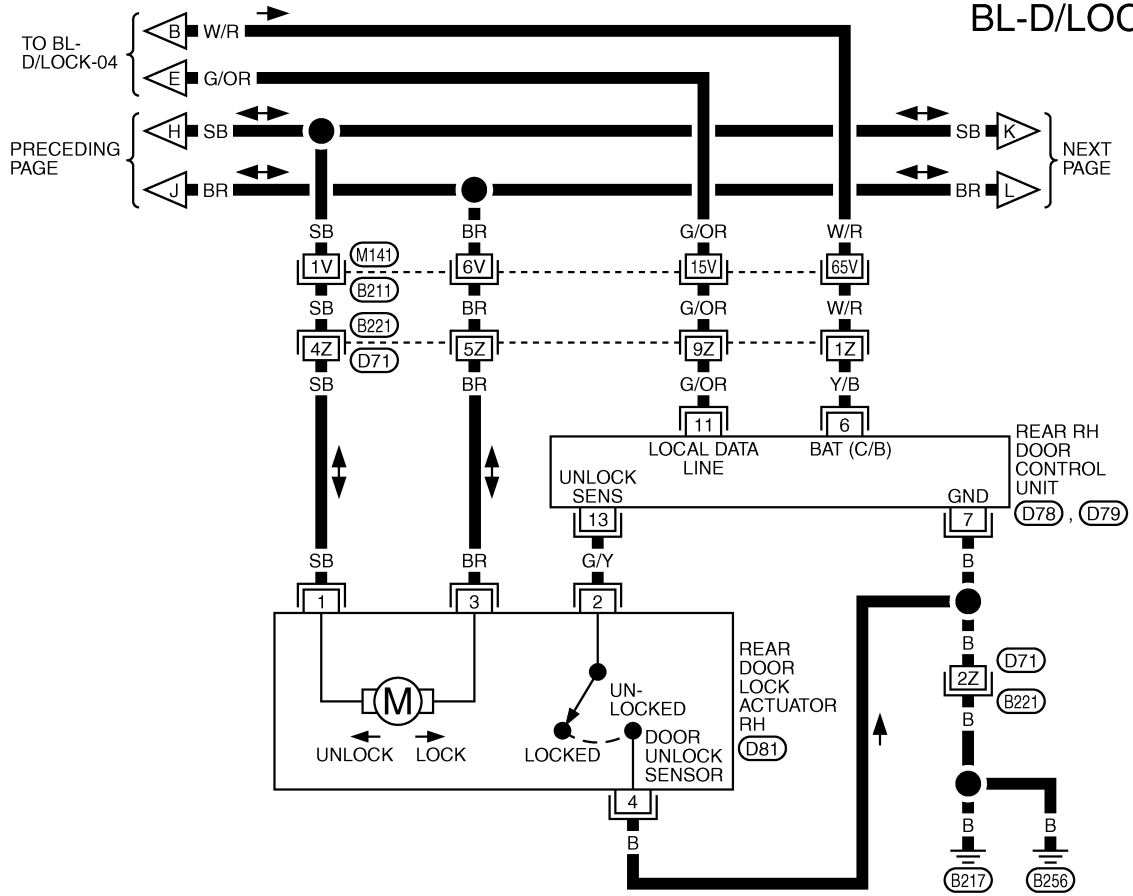 BL-D/LOC
TO BL-
D/LOCK-04
B W/R
E G/OR
PRECEDING
PAGE
H SB
J BR
SB K
BR L
NEXT
PAGE
SB BR G/OR W/R
1V M141 6V 15V 65V
B211
SB BR G/OR W/R
B221
4Z 5Z 9Z 1Z
D71
SB BR G/OR Y/B
11 6
LOCAL DATA
LINE
BAT (C/B)
UNLOCK
SENS
GND
REAR RH
DOOR
CONTROL
UNIT
D78 , D79
13 7
SB BR G/Y B
1 3 2
B
M
UNLOCK LOCK
UN-
LOCKED
LOCKED
DOOR
UNLOCK
SENSOR
REAR
DOOR
LOCK
ACTUATOR
RH
D81
D71
2Z
B221
B
4
B
B B
B217 B256